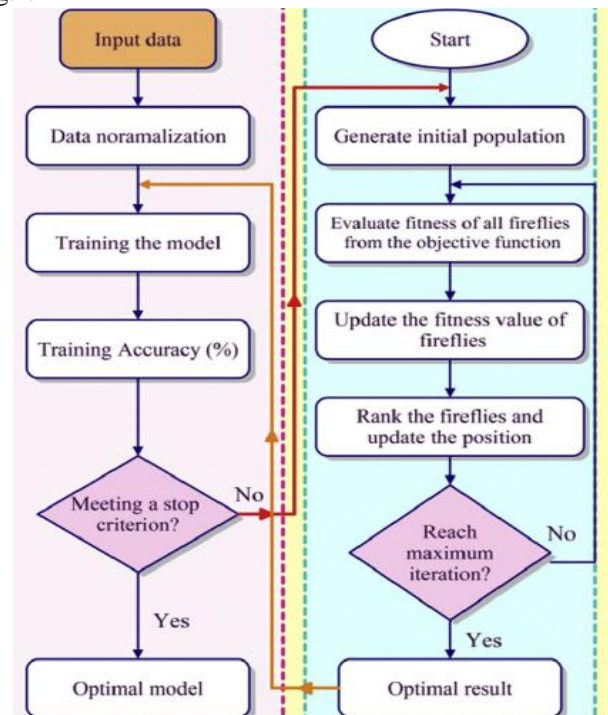 Input data
Data noramalization
Training the model
Training Accuracy (%)
Meeting a stop
criterion?
No
Yes
Optimal model
Start
Generate initial population
Evaluate fitness of all fireflies
from the objective function
Update the fitness value of
fireflies
Rank the fireflies and
update the position
Reach
maximum
iteration?
No
Yes
Optimal result